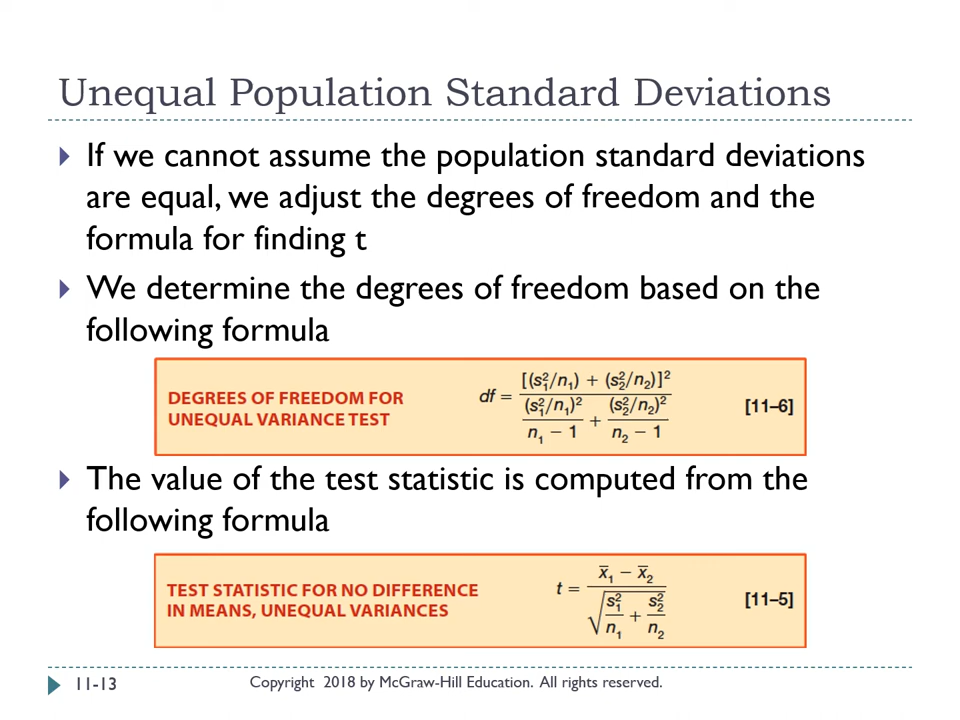 Unequal Population Standard Deviations
If we cannot assume the population standard deviations
are equal, we adjust the degrees of freedom and the
formula for finding t
We determine the degrees of freedom based on the
following formula
DEGREES OF FREEDOM FOR
UNEQUAL VARIANCE TEST
df = [(s₁²/n₁) + (s₂²/n₂)]² / ((s₁²/n₁)²/(n₁ − 1) + (s₂²/n₂)²/(n₂ − 1))
[11–6]
The value of the test statistic is computed from the
following formula
TEST STATISTIC FOR NO DIFFERENCE
IN MEANS, UNEQUAL VARIANCES
t = (x̄₁ − x̄₂) / √(s₁²/n₁ + s₂²/n₂)
[11–5]
11-13
Copyright 2018 by McGraw-Hill Education. All rights reserved.